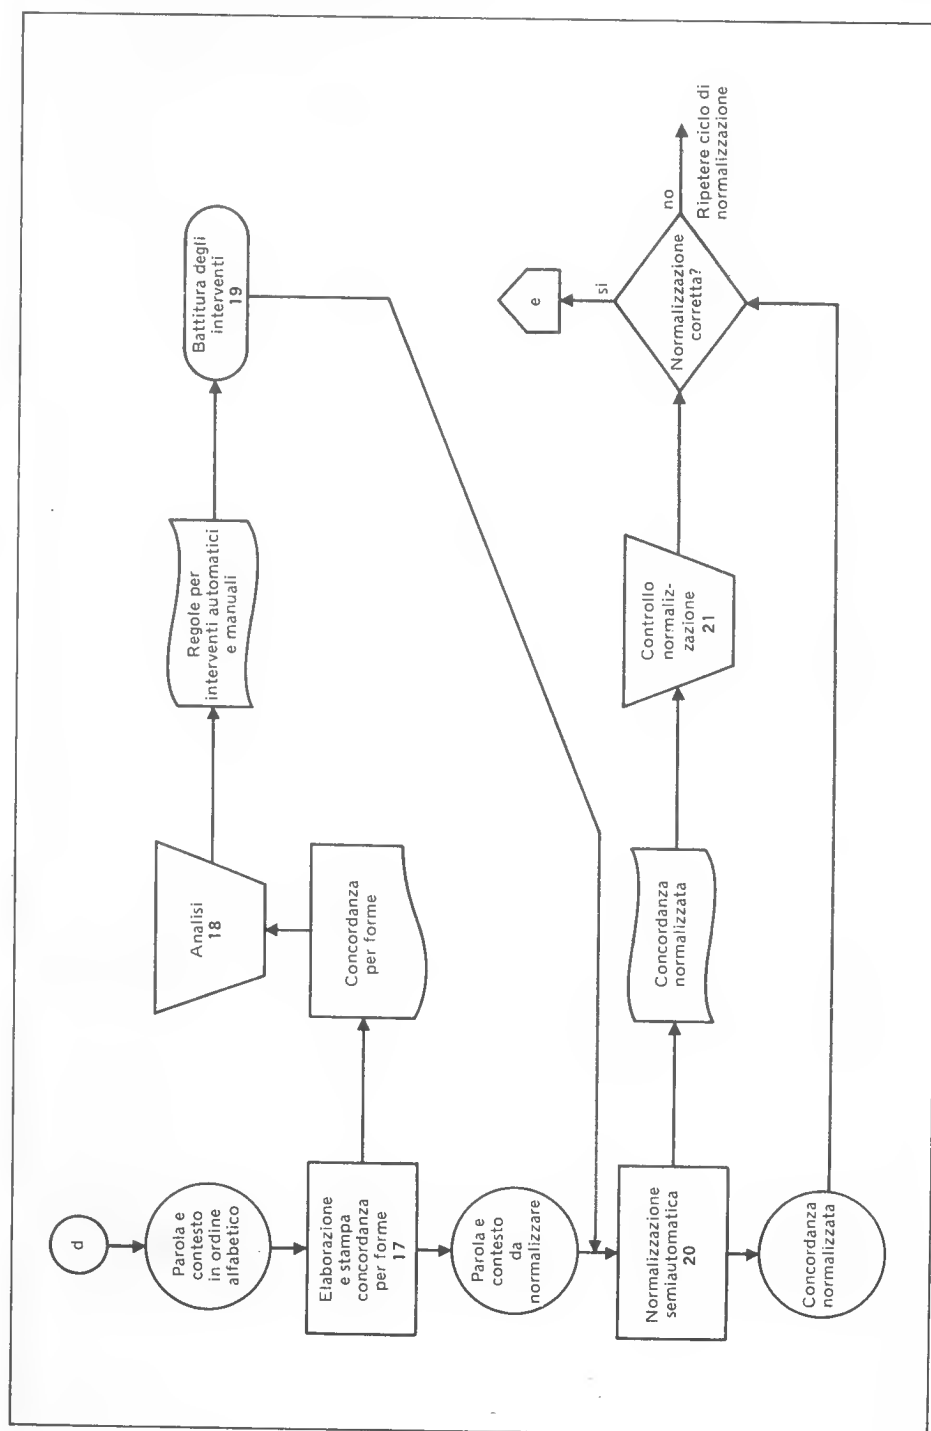 d
Parola e
contesto
in ordine
alfabetico
Elaborazione
e stampa
concordanza
per forme
17
Concordanza
per forme
Analisi
18
Regole per
interventi automatici
e manuali
Battitura degli
interventi
19
Parola e
contesto
da
normalizzare
Normalizzazione
semiautomatica
20
Concordanza
normalizzata
Controllo
normaliz-
zazione
21
Normalizzazione
corretta?
si
e
no
Ripetere ciclo di
normalizzazione
Concordanza
normalizzata